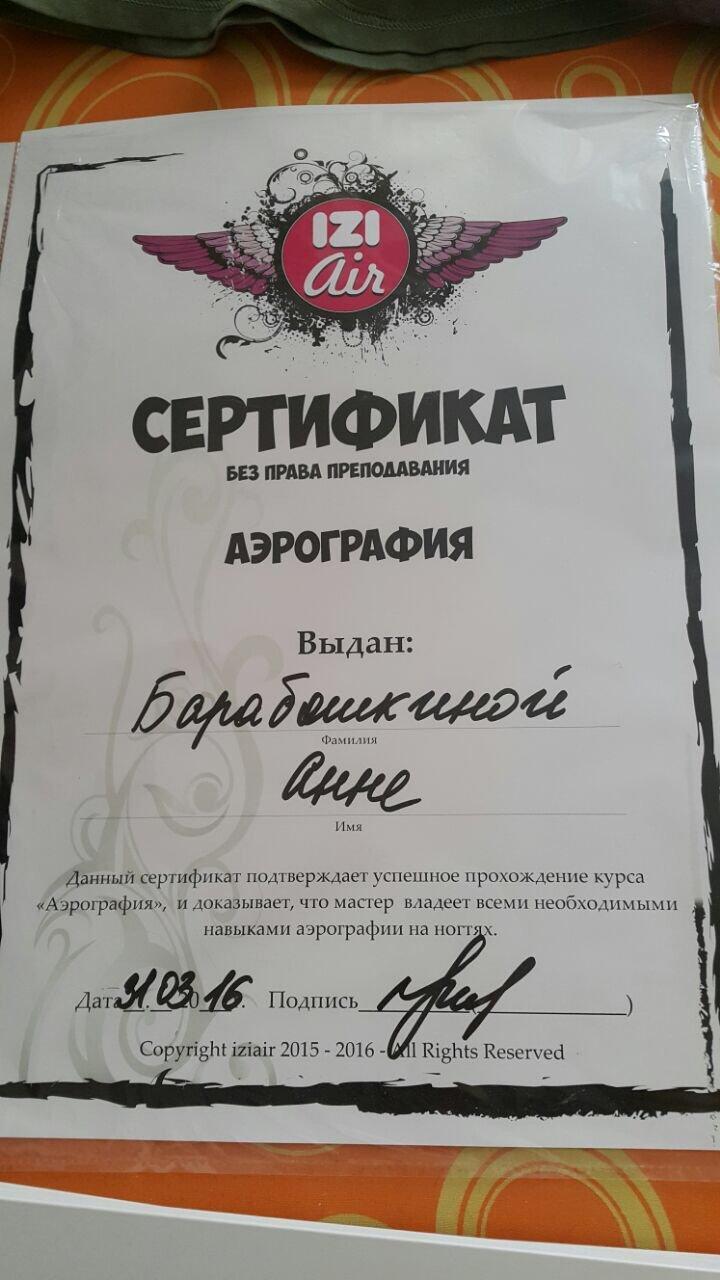 IZI
Air
СЕРТИФИКАТ
БЕЗ ПРАВА ПРЕПОДАВАНИЯ
АЭРОГРАФИЯ
Выдан:
Барабошкиной
Фамилия
Анне
Имя
Данный сертификат подтверждает успешное прохождение курса
«Аэрография», и доказывает, что мастер владеет всеми необходимыми
навыками аэрографии на ногтях.
Дата 31.03.2016. Подпись ( )
Copyright iziair 2015 - 2016 - All Rights Reserved